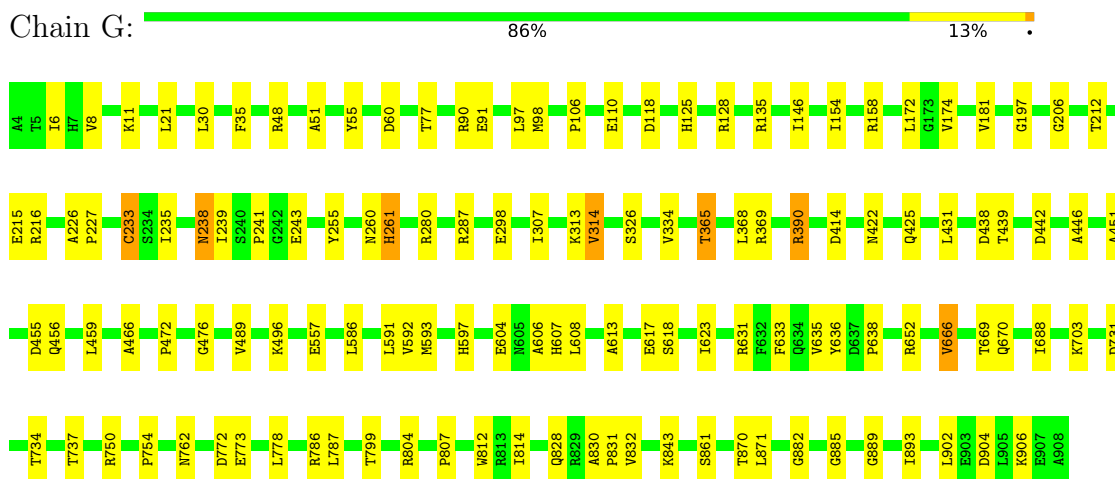 Chain G:
86% 13% •
A4 T5 I6 H7 V8 K11 L21 L30 F35 R48 A51 Y55 D60 T77 R90 E91 L97 M98 P106 E110 D118 H125 R128 R135 I146 I154 R158 L172 G173 V174 V181 G197 G206 T212
E215 R216 A226 P227 C233 S234 I235 N238 I239 S240 P241 G242 E243 Y255 N260 H261 R280 R287 E298 I307 K313 V314 S326 V334 T365 L368 R369 R390 D414 N422 Q425 L431 D438 T439 D442 A446 A451
D455 Q456 L459 A466 P472 G476 V489 K496 E557 L586 L591 V592 M593 H597 E604 N605 A606 H607 L608 A613 E617 S618 I623 R631 F632 F633 Q634 V635 Y636 D637 P638 R652 V666 T669 Q670 I688 K703
T734 T737 R750 P754 N762 D772 E773 L778 R786 L787 T799 R804 P807 W812 R813 I814 Q828 R829 A830 P831 V832 K843 S861 T870 L871 G882 G885 G889 I893 L902 E903 D904 L905 K906 E907 A908